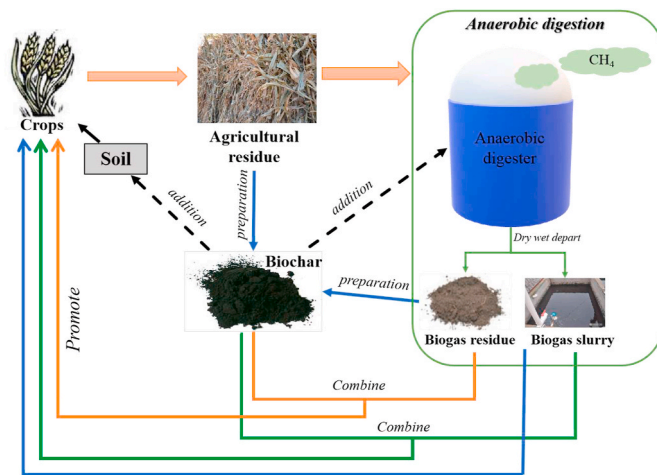 Anaerobic digestion
CH₄
Crops
Agricultural
residue
Anaerobic
digester
Soil
addition
preparation
addition
Dry wet depart
Biochar
preparation
Biogas residue
Biogas slurry
Promote
Combine
Combine